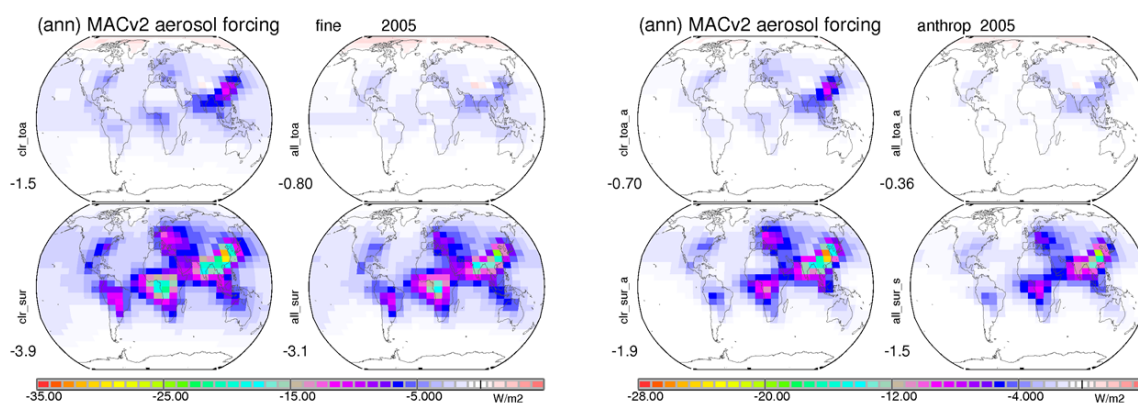 (ann) MACv2 aerosol forcing fine 2005
clr_toa
-1.5
all_toa
-0.80
clr_sur
-3.9
all_sur
-3.1
-35.00 -25.00 -15.00 -5.000 W/m2
(ann) MACv2 aerosol forcing anthrop 2005
clr_toa_a
-0.70
all_toa_a
-0.36
clr_sur_a
-1.9
all_sur_s
-1.5
-28.00 -20.00 -12.00 -4.000 W/m2